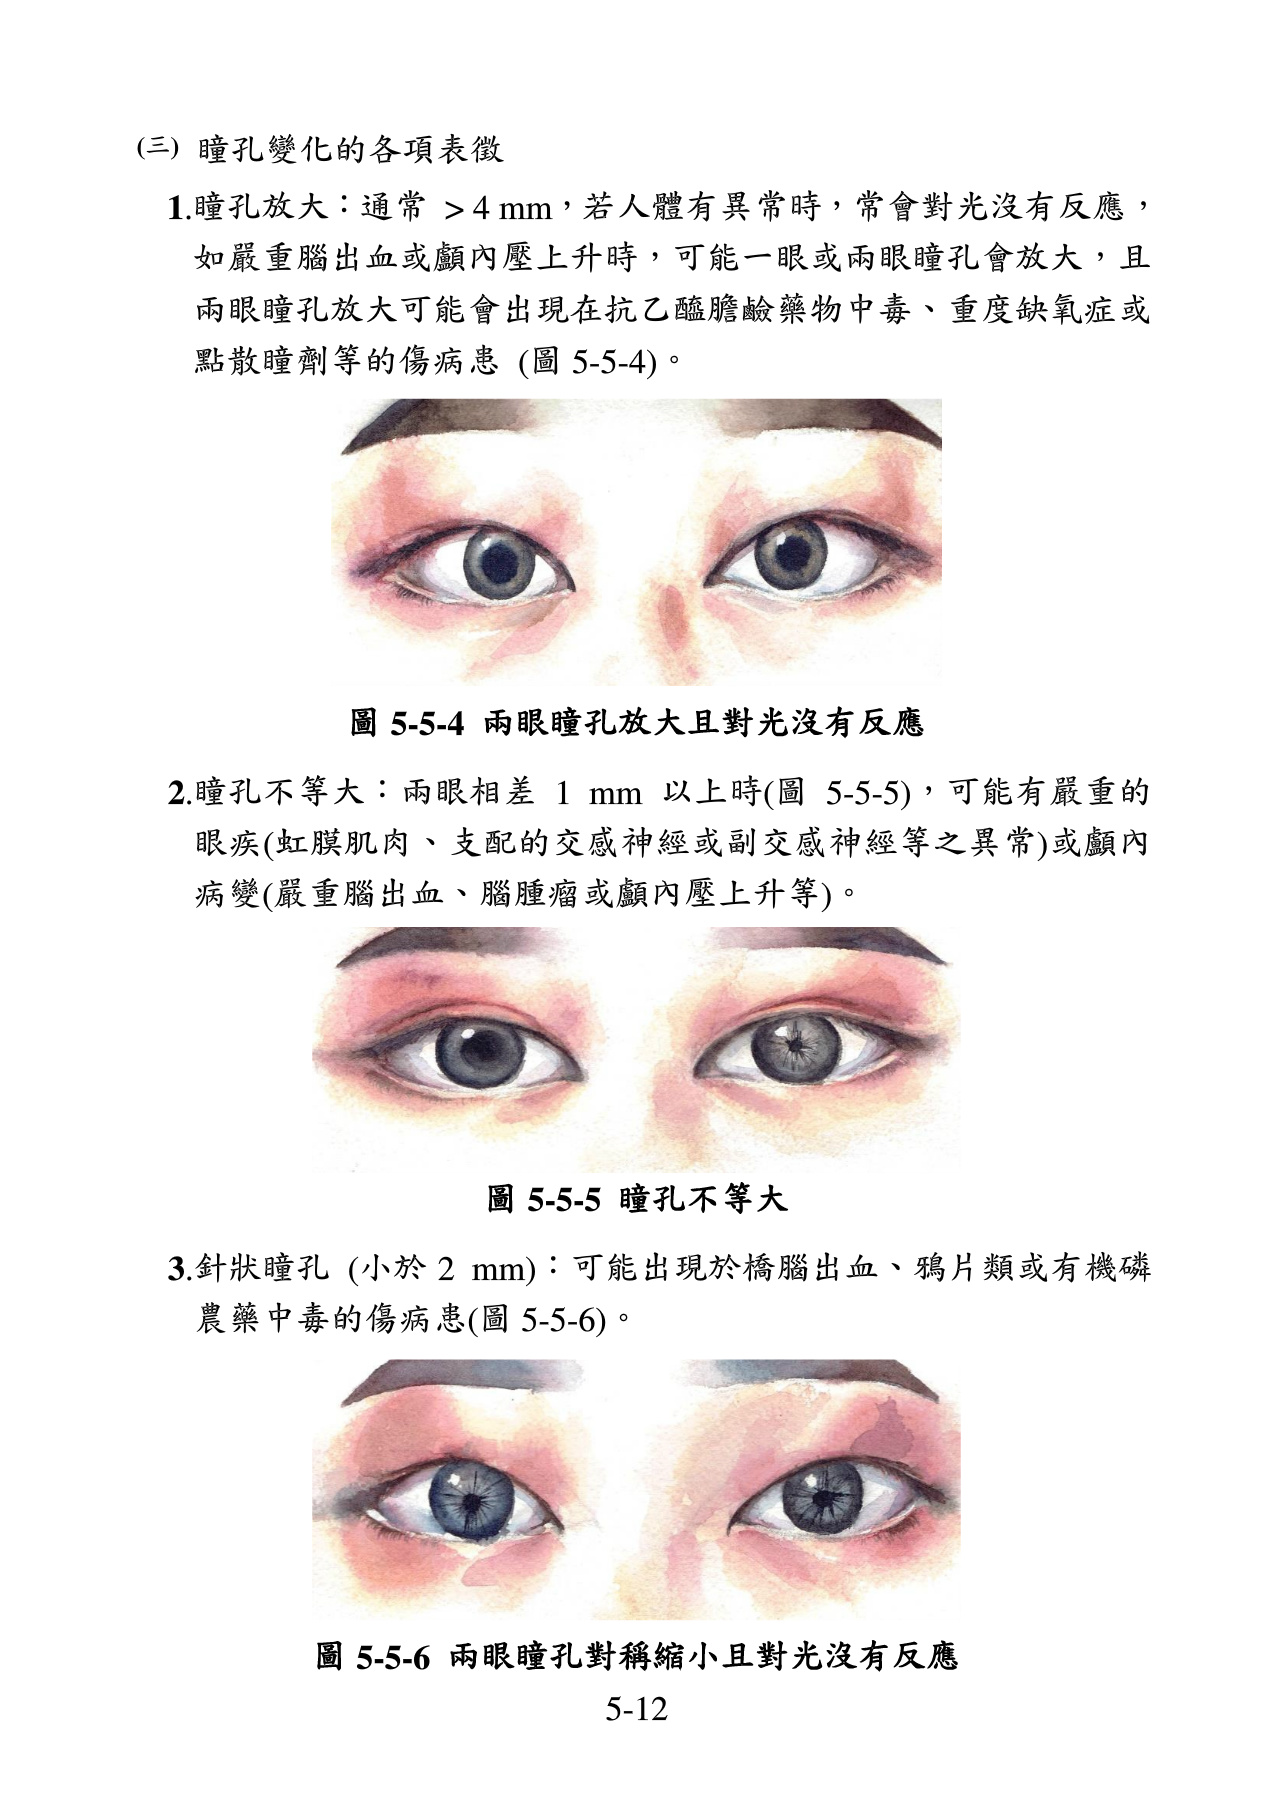 (三) 瞳孔變化的各項表徵
1.瞳孔放大：通常 > 4 mm，若人體有異常時，常會對光沒有反應，
如嚴重腦出血或顱內壓上升時，可能一眼或兩眼瞳孔會放大，且
兩眼瞳孔放大可能會出現在抗乙醯膽鹼藥物中毒、重度缺氧症或
點散瞳劑等的傷病患 (圖 5-5-4)。
圖 5-5-4 兩眼瞳孔放大且對光沒有反應
2.瞳孔不等大：兩眼相差 1 mm 以上時(圖 5-5-5)，可能有嚴重的
眼疾(虹膜肌肉、支配的交感神經或副交感神經等之異常)或顱內
病變(嚴重腦出血、腦腫瘤或顱內壓上升等)。
圖 5-5-5 瞳孔不等大
3.針狀瞳孔 (小於 2 mm)：可能出現於橋腦出血、鴉片類或有機磷
農藥中毒的傷病患(圖 5-5-6)。
圖 5-5-6 兩眼瞳孔對稱縮小且對光沒有反應
5-12